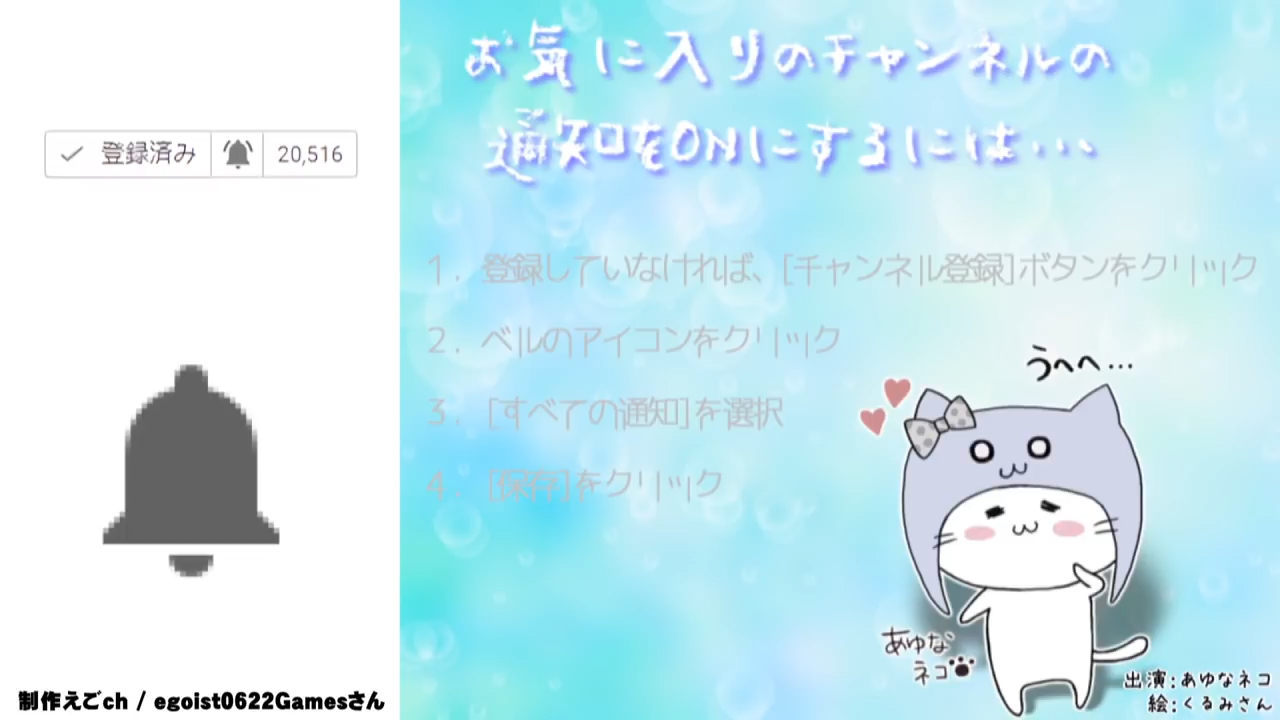 お気に入りのチャンネルの
通知をONにするには・・・
登録済み 20,516
1. 登録していなければ、[チャンネル登録]ボタンをクリック
2. ベルのアイコンをクリック
3. [すべての通知]を選択
4. [保存]をクリック
うへへ…
あゆな
ネコ
出演:あゆなネコ
絵:くるみさん
制作えごch / egoist0622Gamesさん